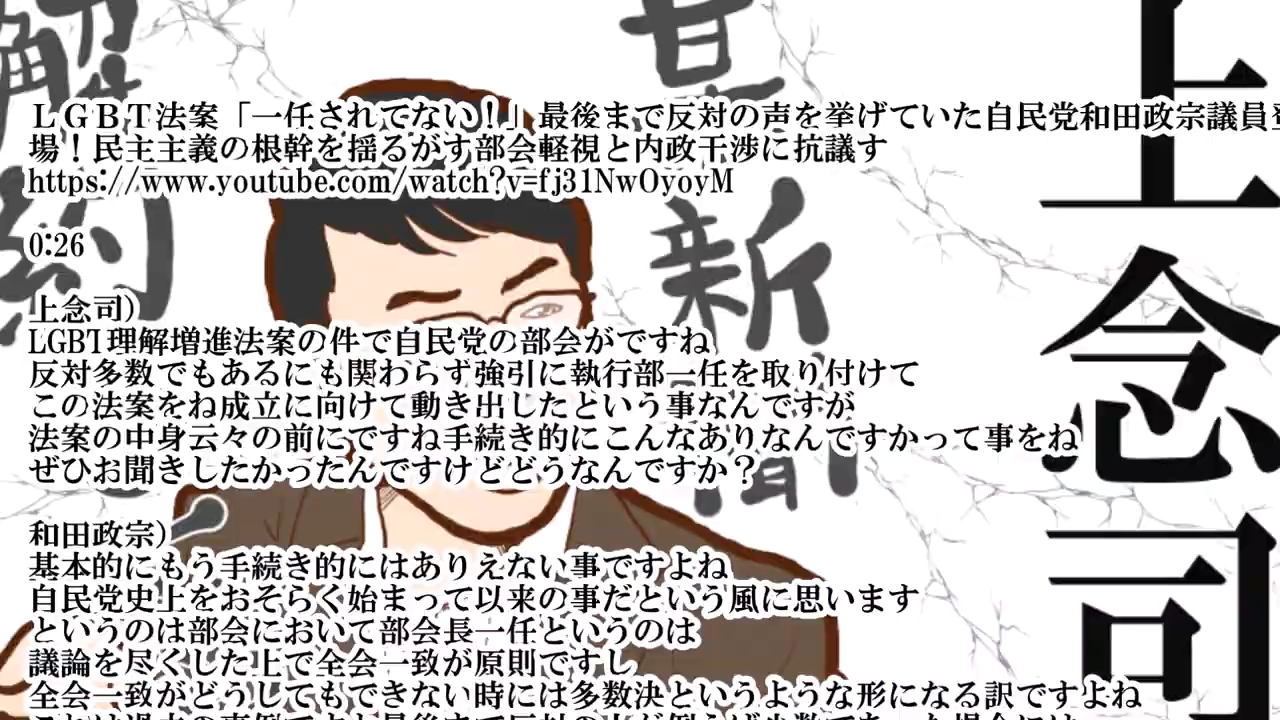 ＬＧＢＴ法案「一任されてない！」最後まで反対の声を挙げていた自民党和田政宗議員登
場！民主主義の根幹を揺るがす部会軽視と内政干渉に抗議す
https://www.youtube.com/watch?v=fj31NwOyoyM
0:26
上念司）
LGBT理解増進法案の件で自民党の部会がですね
反対多数でもあるにも関わらず強引に執行部一任を取り付けて
この法案をね成立に向けて動き出したという事なんですが
法案の中身云々の前にですね手続き的にこんなありなんですかって事をね
ぜひお聞きしたかったんですけどどうなんですか？
和田政宗）
基本的にもう手続き的にはありえない事ですよね
自民党史上をおそらく始まって以来の事だという風に思います
というのは部会において部会長一任というのは
議論を尽くした上で全会一致が原則ですし
全会一致がどうしてもできない時には多数決というような形になる訳ですよね
上念司
解約
新聞